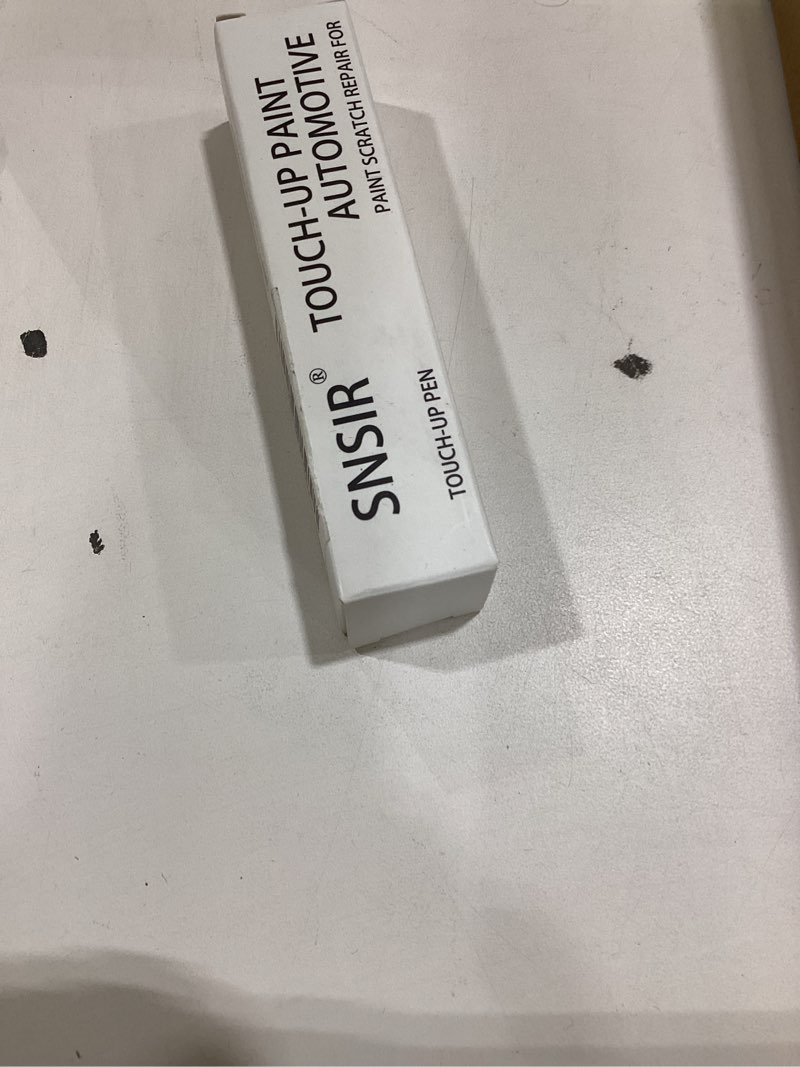 SNSIR® TOUCH-UP PAINT
AUTOMOTIVE
PAINT SCRATCH REPAIR FOR
TOUCH-UP PEN